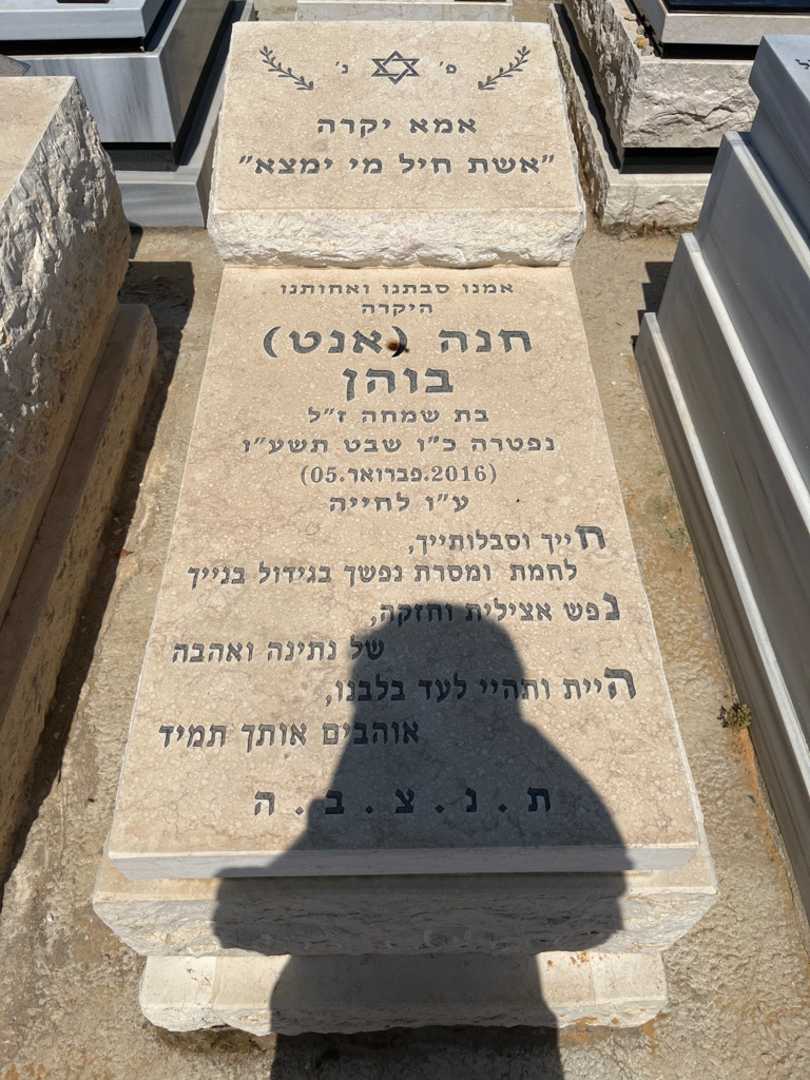 פ׳ נ׳
אמא יקרה
״אשת חיל מי ימצא״
אמנו סבתנו ואחותנו
היקרה
חנה (אנט)
בוהן
בת שמחה ז״ל
נפטרה כ״ו שבט תשע״ו
(05.פברואר.2016)
ע״ו לחייה
חייך וסבלותייך,
לחמת ומסרת נפשך בגידול בנייך
נפש אצילית וחזקה,
של נתינה ואהבה
היית ותהיי לעד בלבנו,
אוהבים אותך תמיד
ת . נ . צ . ב . ה